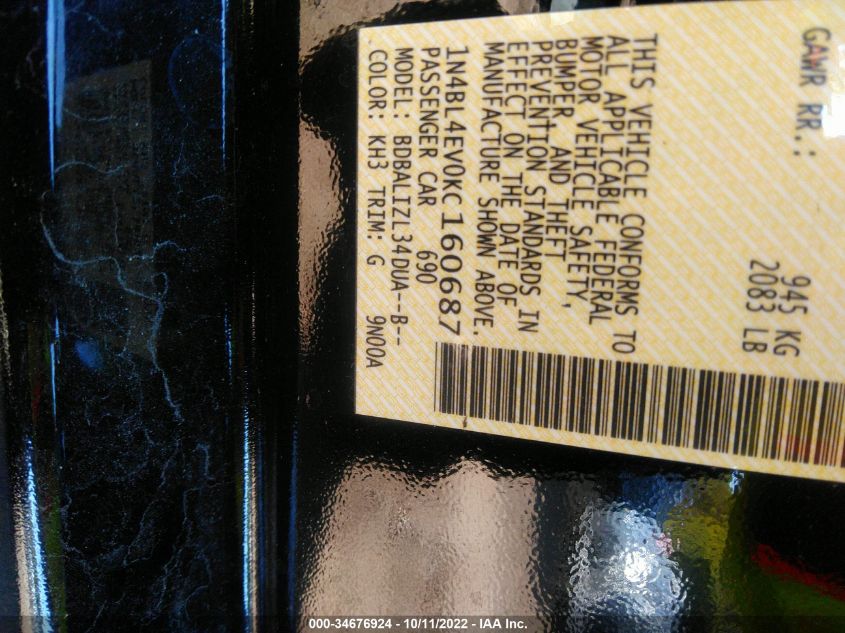 GAWR RR.:
945 KG
2083 LB
THIS VEHICLE CONFORMS TO
ALL APPLICABLE FEDERAL
MOTOR VEHICLE SAFETY,
BUMPER, AND THEFT
PREVENTION STANDARDS IN
EFFECT ON THE DATE OF
MANUFACTURE SHOWN ABOVE.
1N4BL4EV0KC160687
PASSENGER CAR 690
MODEL: BDBALIZL34DUA--B--
COLOR: KH3 TRIM: G 9N00A
000-34676924 - 10/11/2022 - IAA Inc.